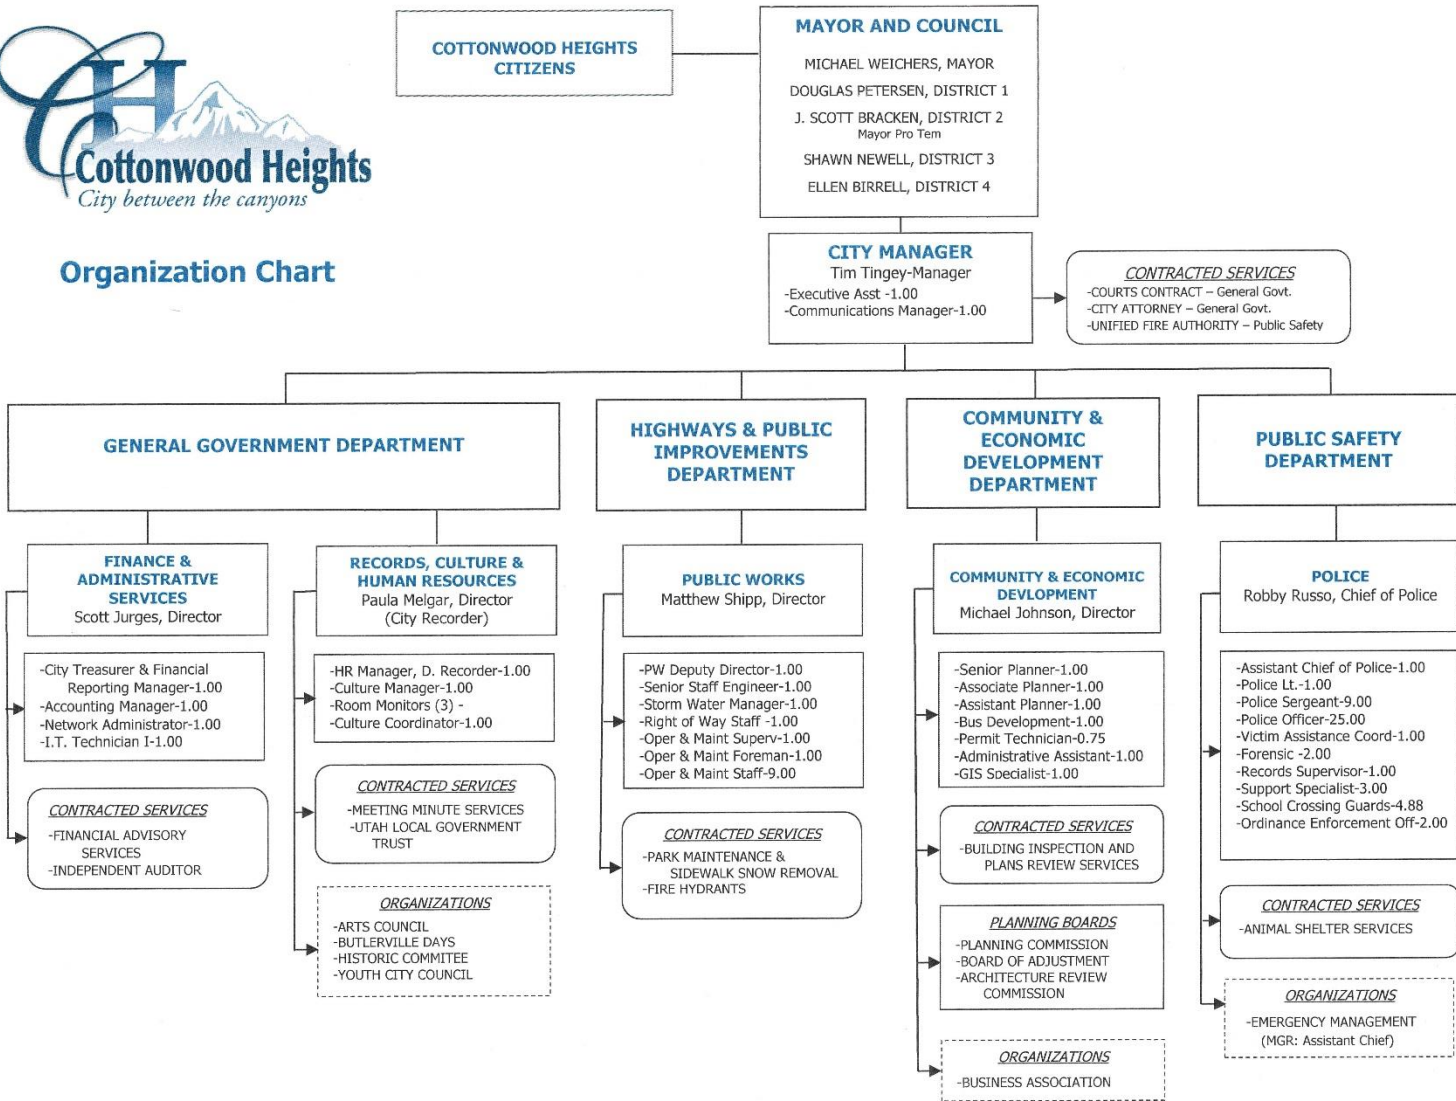 CH
Cottonwood Heights
City between the canyons
Organization Chart
COTTONWOOD HEIGHTS
CITIZENS
MAYOR AND COUNCIL
MICHAEL WEICHERS, MAYOR
DOUGLAS PETERSEN, DISTRICT 1
J. SCOTT BRACKEN, DISTRICT 2
Mayor Pro Tem
SHAWN NEWELL, DISTRICT 3
ELLEN BIRRELL, DISTRICT 4
CITY MANAGER
Tim Tingey-Manager
-Executive Asst -1.00
-Communications Manager-1.00
CONTRACTED SERVICES
-COURTS CONTRACT – General Govt.
-CITY ATTORNEY – General Govt.
-UNIFIED FIRE AUTHORITY – Public Safety
GENERAL GOVERNMENT DEPARTMENT
HIGHWAYS & PUBLIC
IMPROVEMENTS
DEPARTMENT
COMMUNITY &
ECONOMIC
DEVELOPMENT
DEPARTMENT
PUBLIC SAFETY
DEPARTMENT
FINANCE &
ADMINISTRATIVE
SERVICES
Scott Jurges, Director
-City Treasurer & Financial
Reporting Manager-1.00
-Accounting Manager-1.00
-Network Administrator-1.00
-I.T. Technician I-1.00
CONTRACTED SERVICES
-FINANCIAL ADVISORY
SERVICES
-INDEPENDENT AUDITOR
RECORDS, CULTURE &
HUMAN RESOURCES
Paula Melgar, Director
(City Recorder)
-HR Manager, D. Recorder-1.00
-Culture Manager-1.00
-Room Monitors (3) -
-Culture Coordinator-1.00
CONTRACTED SERVICES
-MEETING MINUTE SERVICES
-UTAH LOCAL GOVERNMENT
TRUST
ORGANIZATIONS
-ARTS COUNCIL
-BUTLERVILLE DAYS
-HISTORIC COMMITEE
-YOUTH CITY COUNCIL
PUBLIC WORKS
Matthew Shipp, Director
-PW Deputy Director-1.00
-Senior Staff Engineer-1.00
-Storm Water Manager-1.00
-Right of Way Staff -1.00
-Oper & Maint Superv-1.00
-Oper & Maint Foreman-1.00
-Oper & Maint Staff-9.00
CONTRACTED SERVICES
-PARK MAINTENANCE &
SIDEWALK SNOW REMOVAL
-FIRE HYDRANTS
COMMUNITY & ECONOMIC
DEVLOPMENT
Michael Johnson, Director
-Senior Planner-1.00
-Associate Planner-1.00
-Assistant Planner-1.00
-Bus Development-1.00
-Permit Technician-0.75
-Administrative Assistant-1.00
-GIS Specialist-1.00
CONTRACTED SERVICES
-BUILDING INSPECTION AND
PLANS REVIEW SERVICES
PLANNING BOARDS
-PLANNING COMMISSION
-BOARD OF ADJUSTMENT
-ARCHITECTURE REVIEW
COMMISSION
ORGANIZATIONS
-BUSINESS ASSOCIATION
POLICE
Robby Russo, Chief of Police
-Assistant Chief of Police-1.00
-Police Lt.-1.00
-Police Sergeant-9.00
-Police Officer-25.00
-Victim Assistance Coord-1.00
-Forensic -2.00
-Records Supervisor-1.00
-Support Specialist-3.00
-School Crossing Guards-4.88
-Ordinance Enforcement Off-2.00
CONTRACTED SERVICES
-ANIMAL SHELTER SERVICES
ORGANIZATIONS
-EMERGENCY MANAGEMENT
(MGR: Assistant Chief)